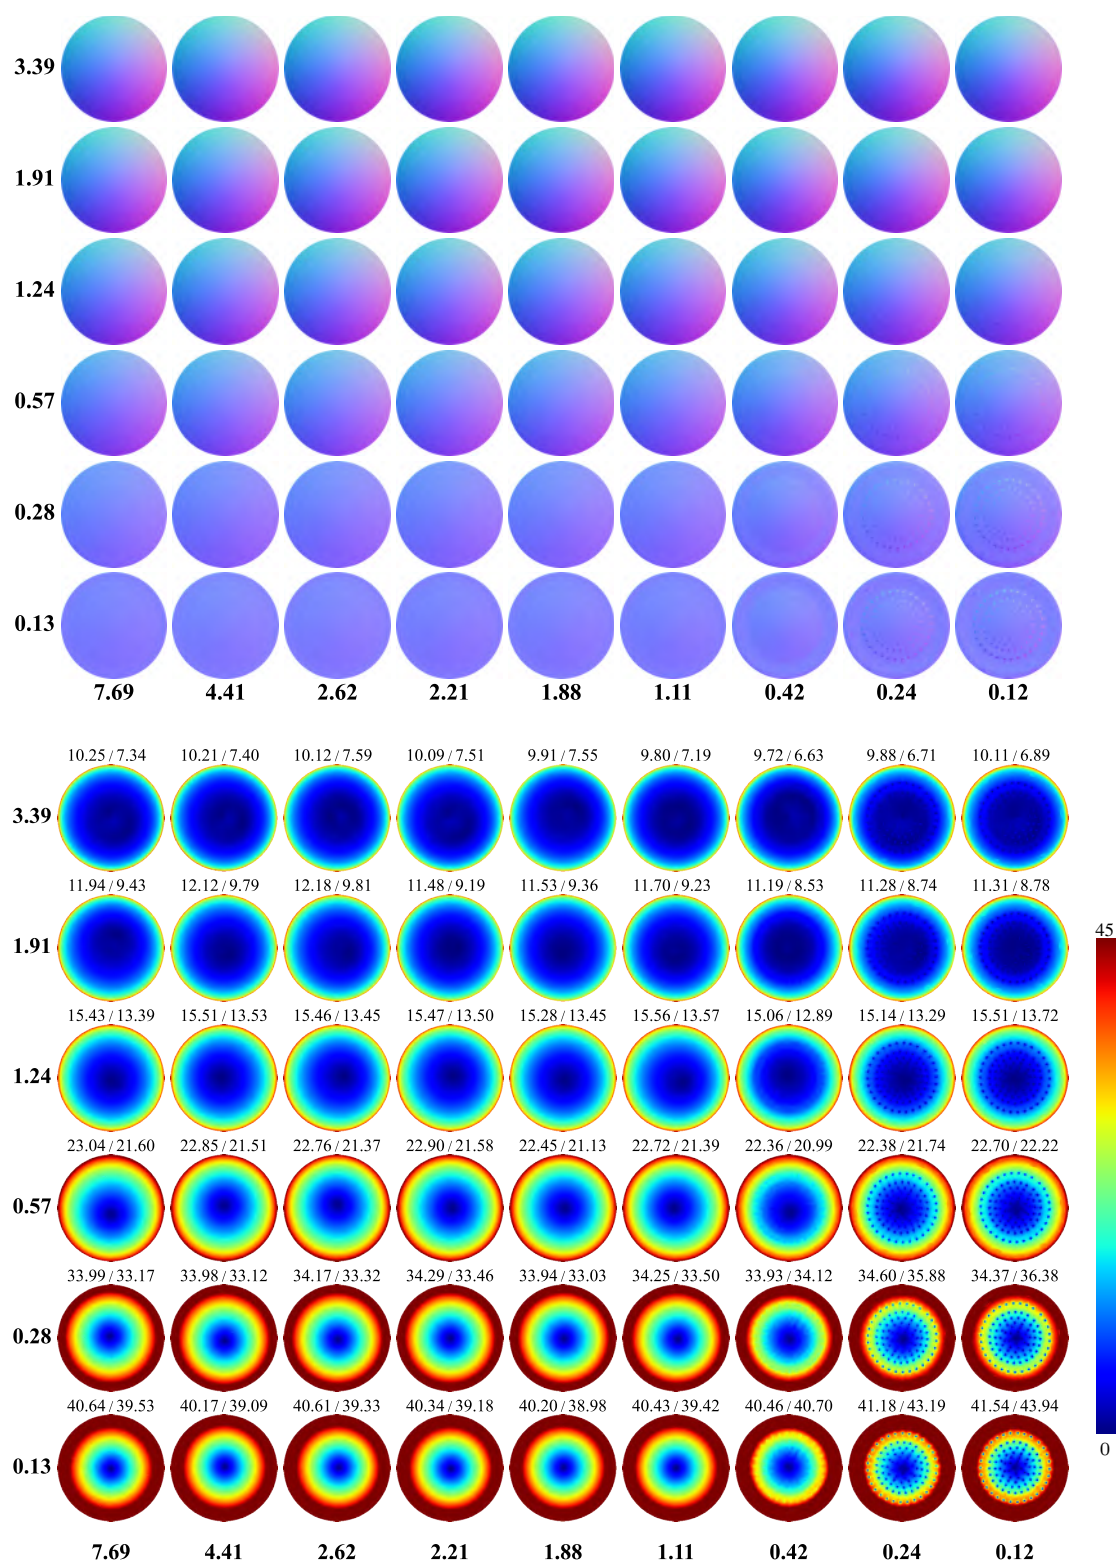 3.39
1.91
1.24
0.57
0.28
0.13
7.69 4.41 2.62 2.21 1.88 1.11 0.42 0.24 0.12
10.25 / 7.34 10.21 / 7.40 10.12 / 7.59 10.09 / 7.51 9.91 / 7.55 9.80 / 7.19 9.72 / 6.63 9.88 / 6.71 10.11 / 6.89
3.39
11.94 / 9.43 12.12 / 9.79 12.18 / 9.81 11.48 / 9.19 11.53 / 9.36 11.70 / 9.23 11.19 / 8.53 11.28 / 8.74 11.31 / 8.78
45
1.91
15.43 / 13.39 15.51 / 13.53 15.46 / 13.45 15.47 / 13.50 15.28 / 13.45 15.56 / 13.57 15.06 / 12.89 15.14 / 13.29 15.51 / 13.72
1.24
23.04 / 21.60 22.85 / 21.51 22.76 / 21.37 22.90 / 21.58 22.45 / 21.13 22.72 / 21.39 22.36 / 20.99 22.38 / 21.74 22.70 / 22.22
0.57
33.99 / 33.17 33.98 / 33.12 34.17 / 33.32 34.29 / 33.46 33.94 / 33.03 34.25 / 33.50 33.93 / 34.12 34.60 / 35.88 34.37 / 36.38
0.28
40.64 / 39.53 40.17 / 39.09 40.61 / 39.33 40.34 / 39.18 40.20 / 38.98 40.43 / 39.42 40.46 / 40.70 41.18 / 43.19 41.54 / 43.94
0
0.13
7.69 4.41 2.62 2.21 1.88 1.11 0.42 0.24 0.12